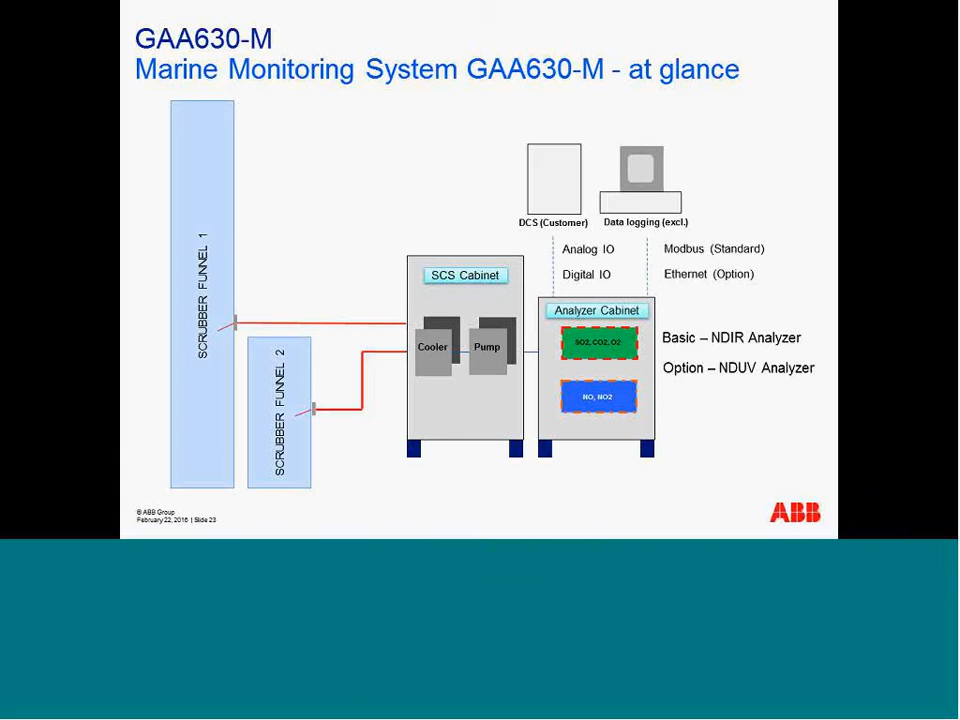 GAA630-M
Marine Monitoring System GAA630-M - at glance
SCRUBBER FUNNEL 1
SCRUBBER FUNNEL 2
DCS (Customer)
Data logging (excl.)
Analog IO
Modbus (Standard)
Digital IO
Ethernet (Option)
SCS Cabinet
Analyzer Cabinet
Cooler
Pump
SO2, CO2, O2
Basic – NDIR Analyzer
Option – NDUV Analyzer
NO, NO2
© ABB Group
February 22, 2016 | Slide 23
ABB